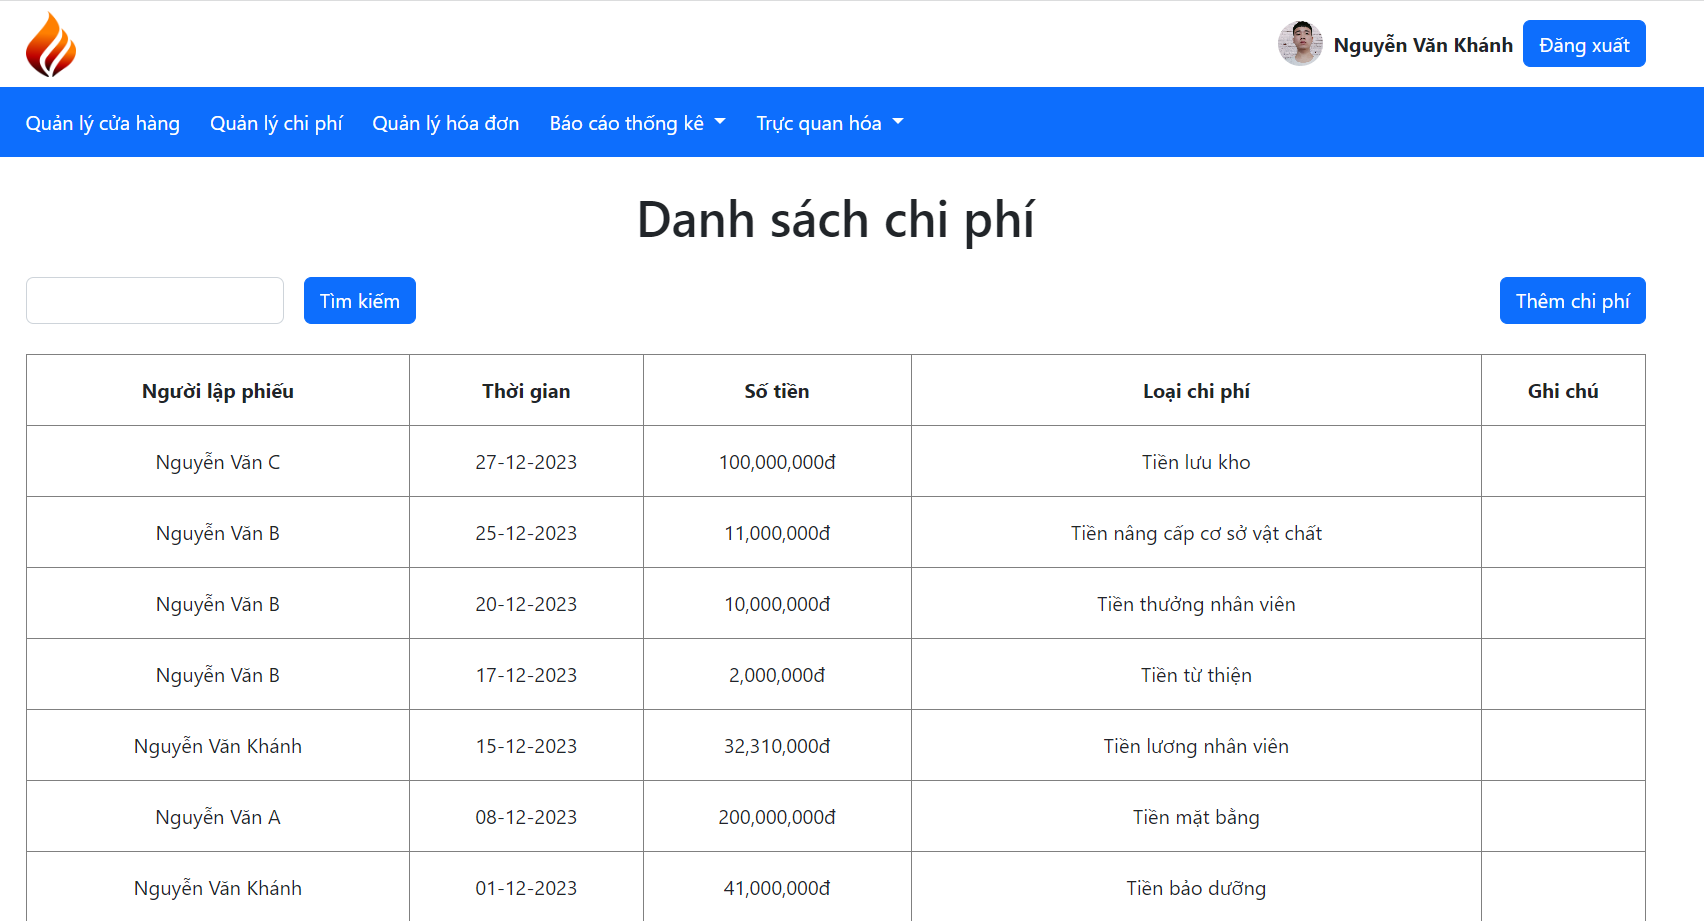 Nguyễn Văn Khánh Đăng xuất
Quản lý cửa hàng Quản lý chi phí Quản lý hóa đơn Báo cáo thống kê Trực quan hóa
Danh sách chi phí
Tìm kiếm Thêm chi phí
Người lập phiếu Thời gian Số tiền Loại chi phí Ghi chú
Nguyễn Văn C 27-12-2023 100,000,000đ Tiền lưu kho
Nguyễn Văn B 25-12-2023 11,000,000đ Tiền nâng cấp cơ sở vật chất
Nguyễn Văn B 20-12-2023 10,000,000đ Tiền thưởng nhân viên
Nguyễn Văn B 17-12-2023 2,000,000đ Tiền từ thiện
Nguyễn Văn Khánh 15-12-2023 32,310,000đ Tiền lương nhân viên
Nguyễn Văn A 08-12-2023 200,000,000đ Tiền mặt bằng
Nguyễn Văn Khánh 01-12-2023 41,000,000đ Tiền bảo dưỡng